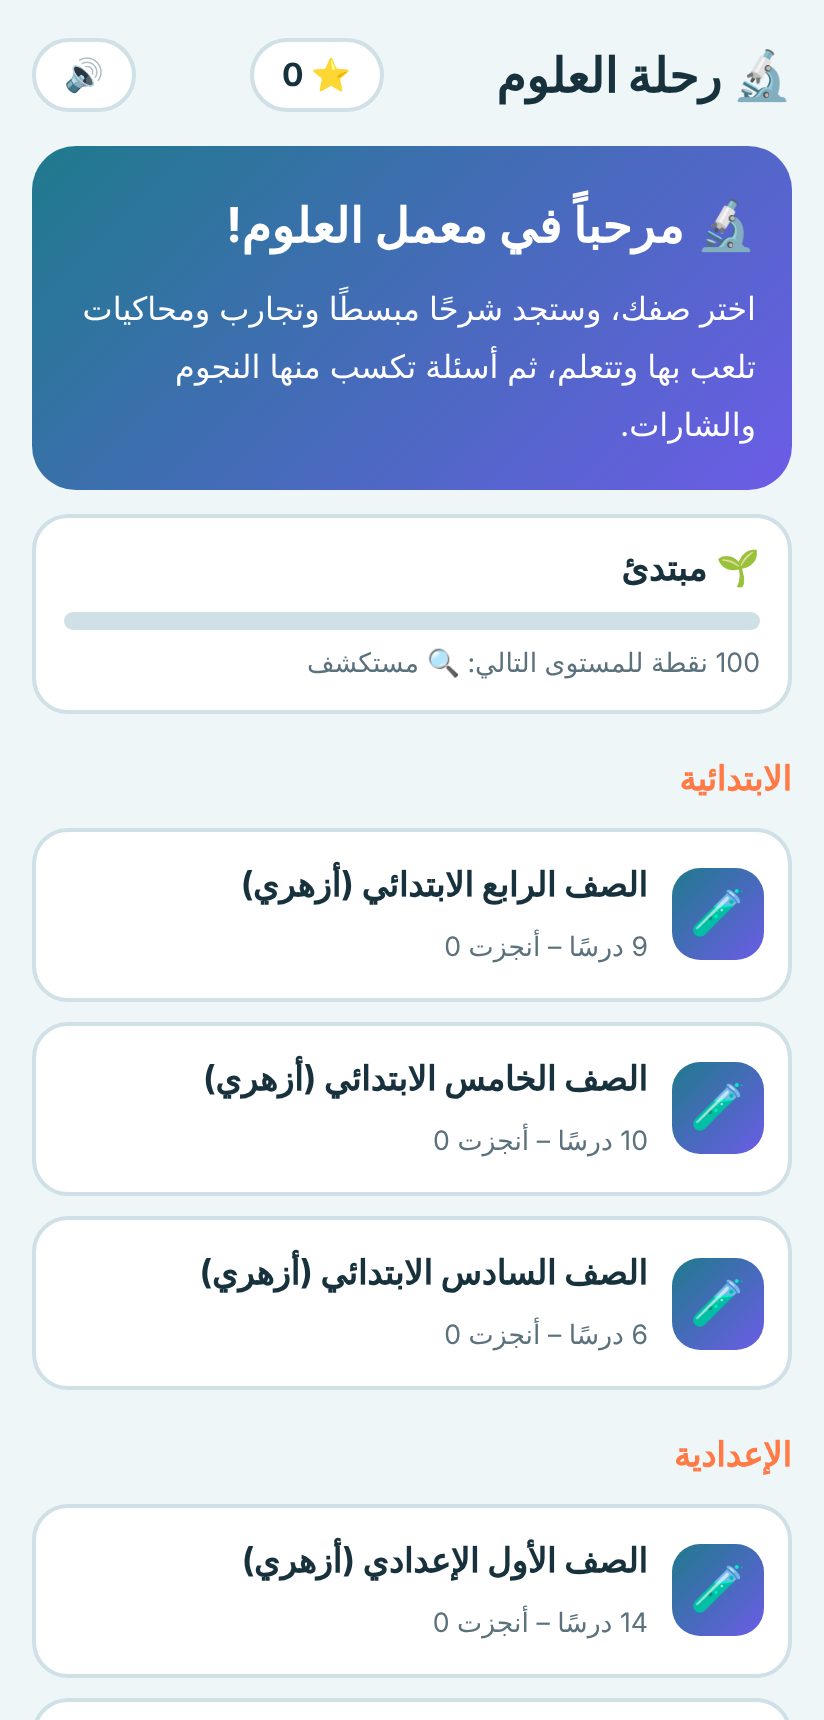 🔬 رحلة العلوم
⭐ 0
🔊
🔬 مرحباً في معمل العلوم!
اختر صفك، وستجد شرحًا مبسطًا وتجارب ومحاكيات
تلعب بها وتتعلم، ثم أسئلة تكسب منها النجوم
والشارات.
🌱 مبتدئ
100 نقطة للمستوى التالي: 🔍 مستكشف
الابتدائية
الصف الرابع الابتدائي (أزهري)
9 درسًا – أنجزت 0
الصف الخامس الابتدائي (أزهري)
10 درسًا – أنجزت 0
الصف السادس الابتدائي (أزهري)
6 درسًا – أنجزت 0
الإعدادية
الصف الأول الإعدادي (أزهري)
14 درسًا – أنجزت 0